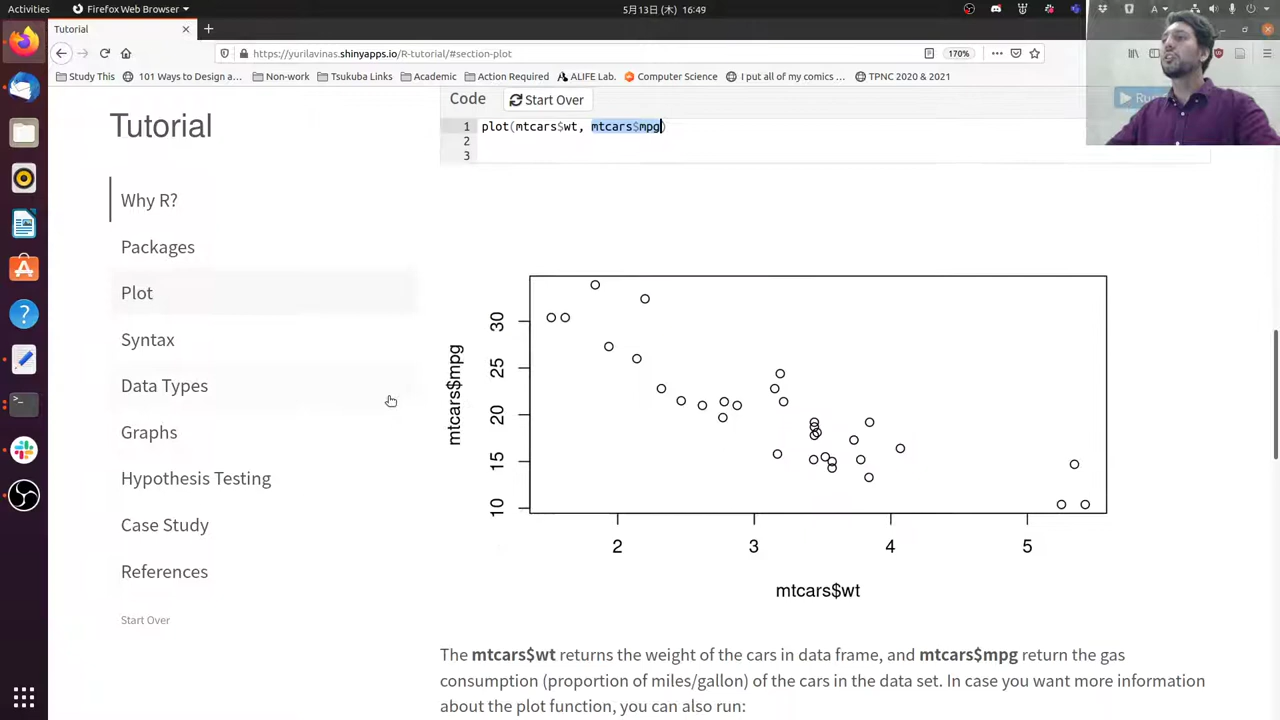 Activities
Firefox Web Browser
5月13日 (木) 16:49
Tutorial
https://yurilavinas.shinyapps.io/R-tutorial/#section-plot
170%
Study This
101 Ways to Design a...
Non-work
Tsukuba Links
Academic
Action Required
ALIFE Lab.
Computer Science
I put all of my comics ...
TPNC 2020 & 2021
Tutorial
Why R?
Packages
Plot
Syntax
Data Types
Graphs
Hypothesis Testing
Case Study
References
Start Over
Code
Start Over
1 plot(mtcars$wt, mtcars$mpg)
2
3
mtcars$mpg
30
25
20
15
10
2 3 4 5
mtcars$wt
The mtcars$wt returns the weight of the cars in data frame, and mtcars$mpg return the gas
consumption (proportion of miles/gallon) of the cars in the data set. In case you want more information
about the plot function, you can also run: